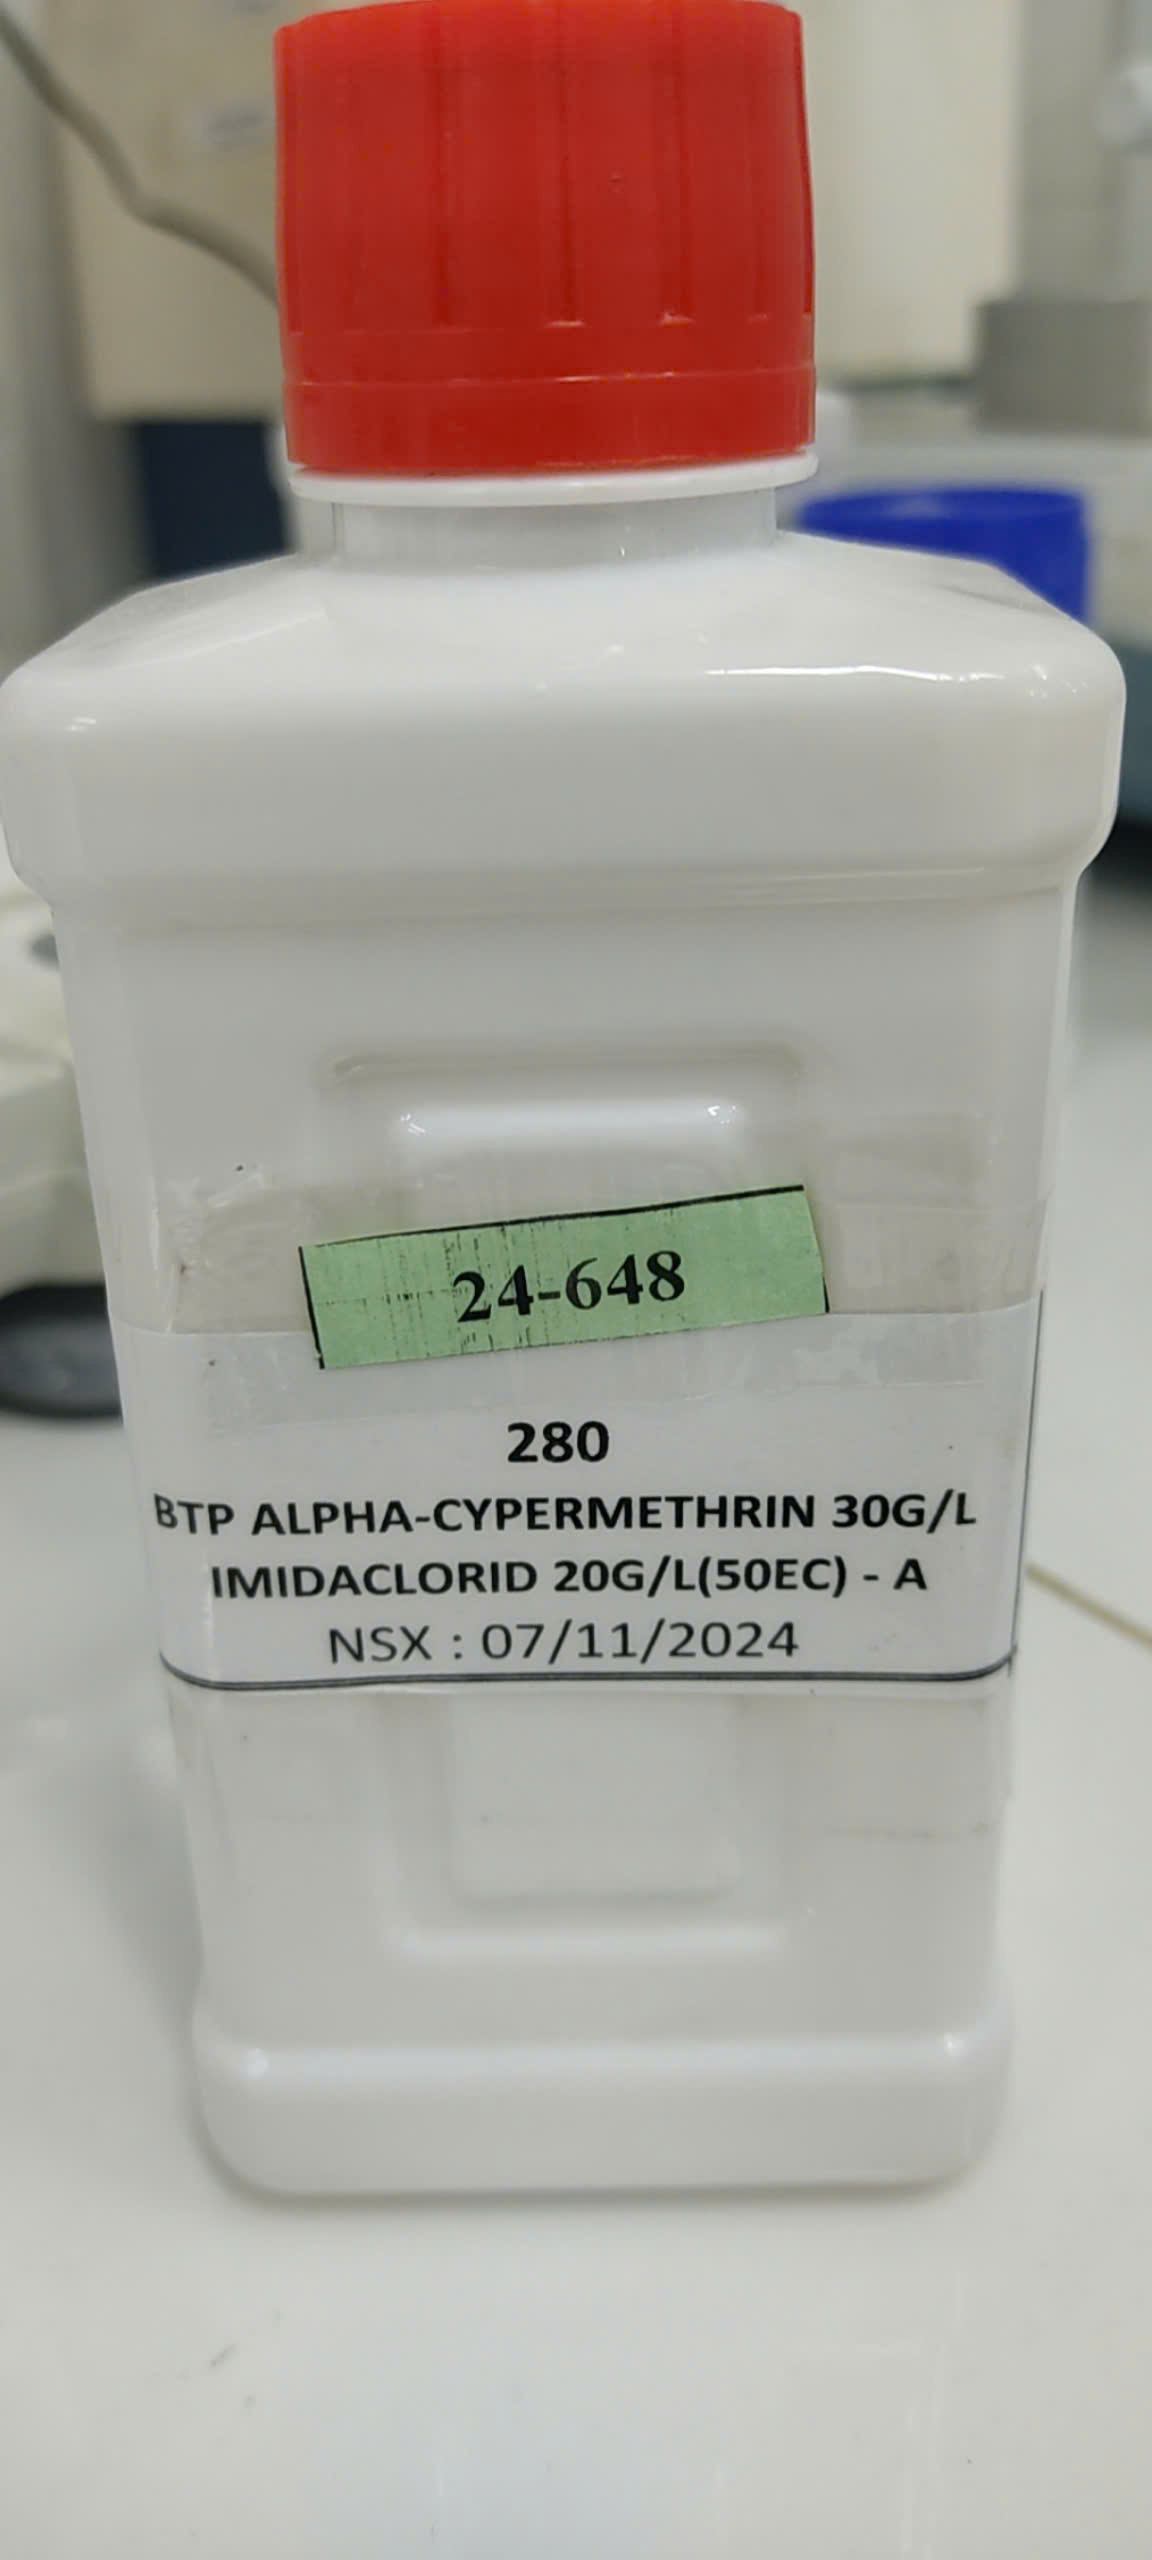 24-648
280
BTP ALPHA-CYPERMETHRIN 30G/L
IMIDACLORID 20G/L(50EC) - A
NSX : 07/11/2024